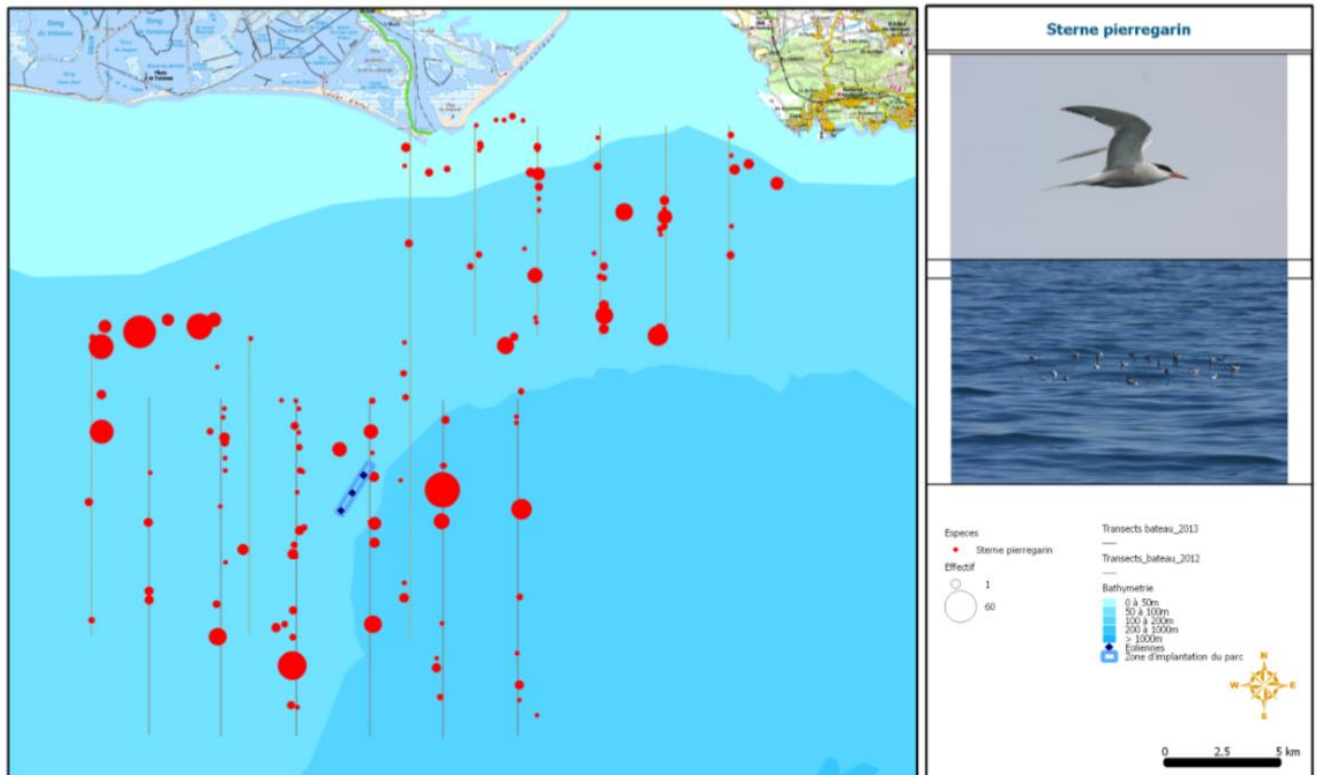 Sterne pierregarin
Especes
Sterne pierregarin
Effectif
1
60
Transects bateau_2013
Transects_bateau_2012
Bathymetrie
0 à 50m
50 à 100m
100 à 200m
200 à 1000m
> 1000m
Eoliennes
Zone d'implantation du parc
N
W E
S
0 2.5 5 km